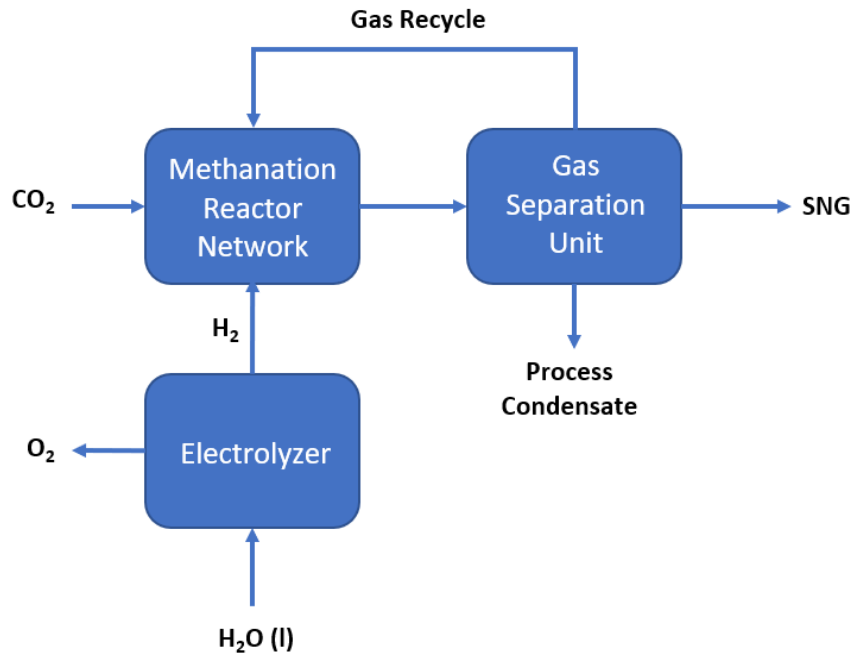 Gas Recycle
Methanation
Reactor
Network
Gas
Separation
Unit
CO₂
SNG
H₂
Process
Condensate
O₂
Electrolyzer
H₂O (l)